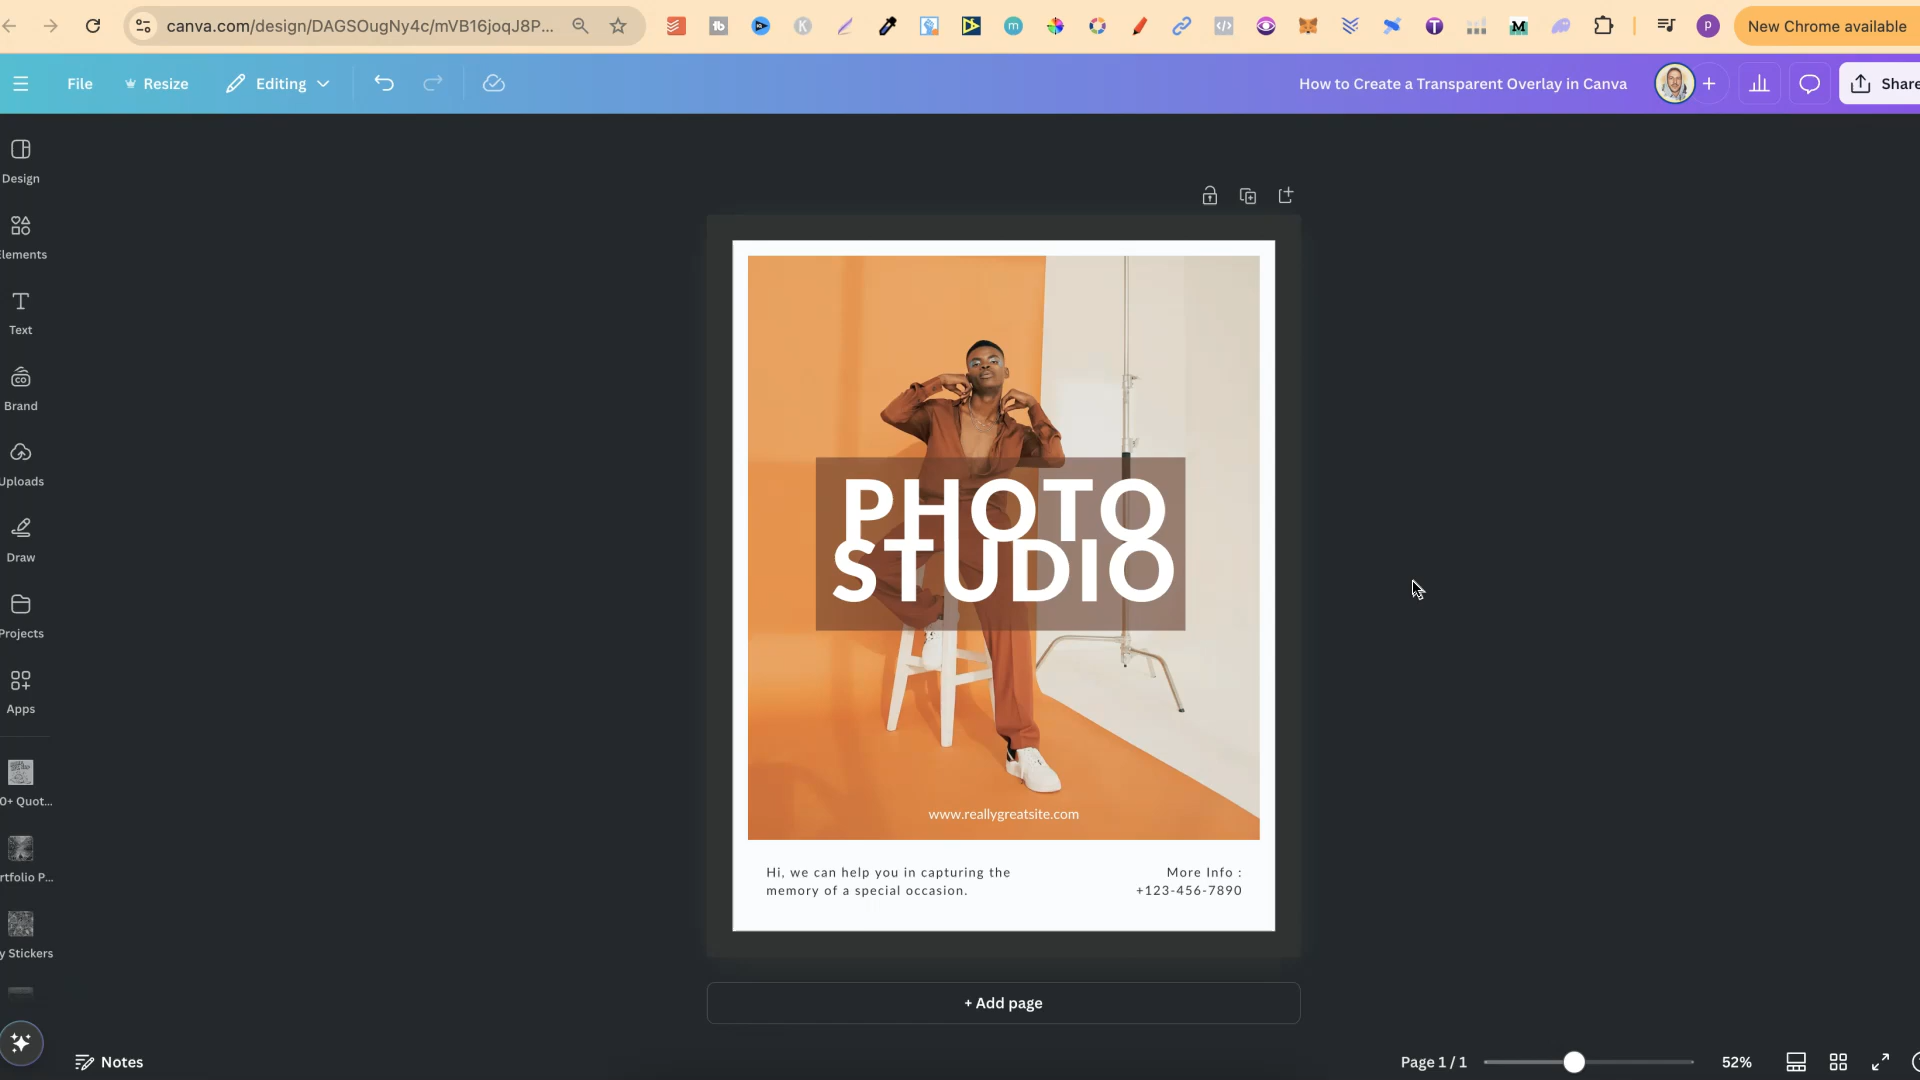 canva.com/design/DAGSOugNy4c/mVB16joqJ8P...
New Chrome available
File
Resize
Editing
How to Create a Transparent Overlay in Canva
Share
Design
Elements
Text
Brand
Uploads
Draw
Projects
Apps
0+ Quot...
rtfolio P...
y Stickers
PHOTO
STUDIO
www.reallygreatsite.com
Hi, we can help you in capturing the
memory of a special occasion.
More Info :
+123-456-7890
+ Add page
Notes
Page 1 / 1
52%